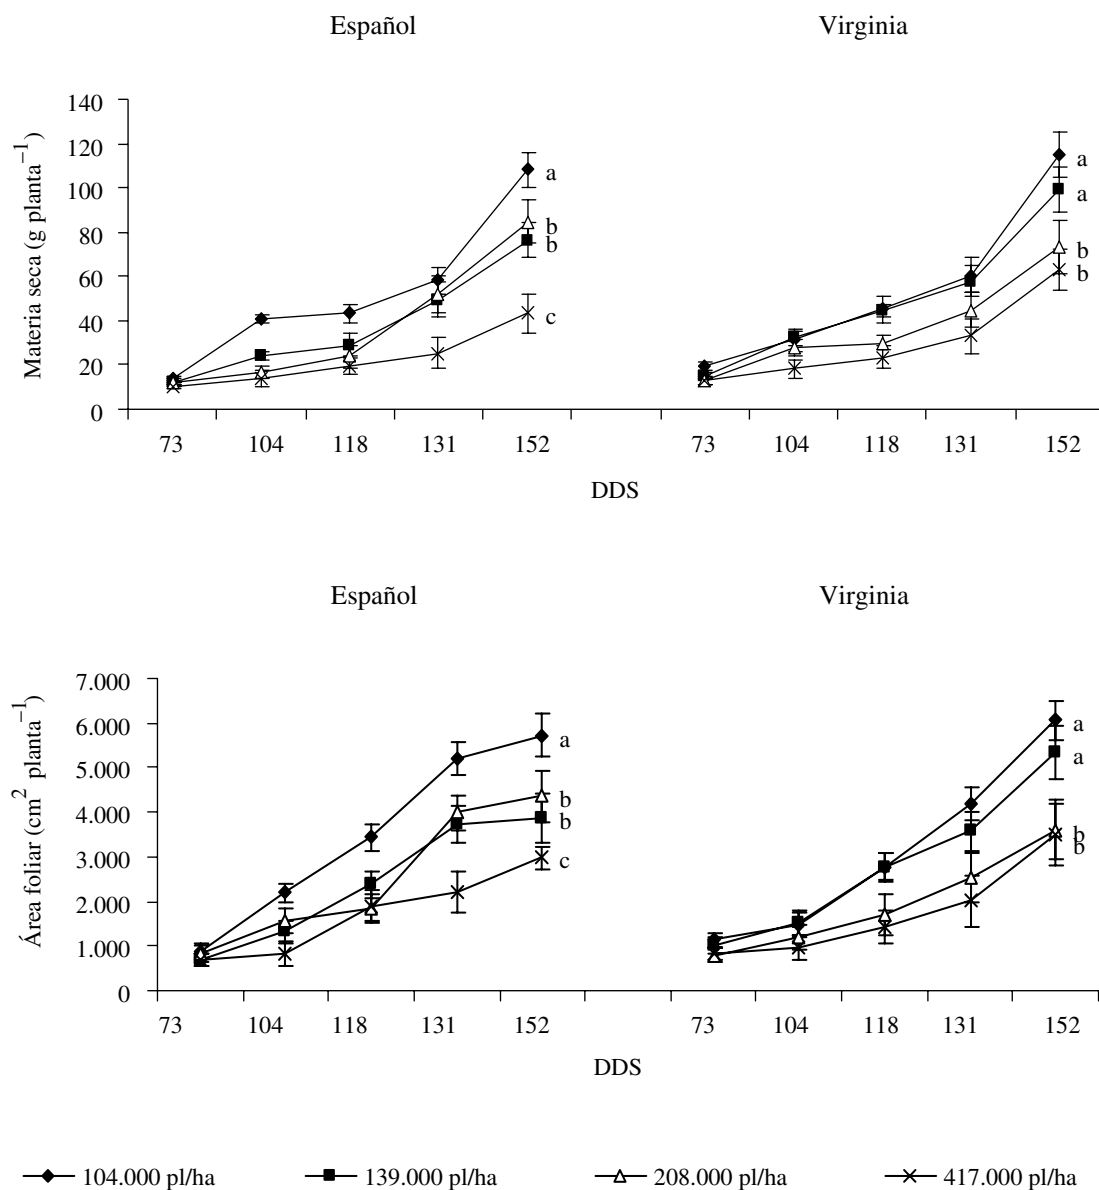 Español Virginia
Materia seca (g planta⁻¹)
140
120
100
80
60
40
20
0
a
b
b
c
a
a
b
b
73 104 118 131 152 73 104 118 131 152
DDS
Español Virginia
Área foliar (cm² planta⁻¹)
7.000
6.000
5.000
4.000
3.000
2.000
1.000
0
a
b
b
c
a
a
b
b
73 104 118 131 152 73 104 118 131 152
DDS
104.000 pl/ha 139.000 pl/ha 208.000 pl/ha 417.000 pl/ha